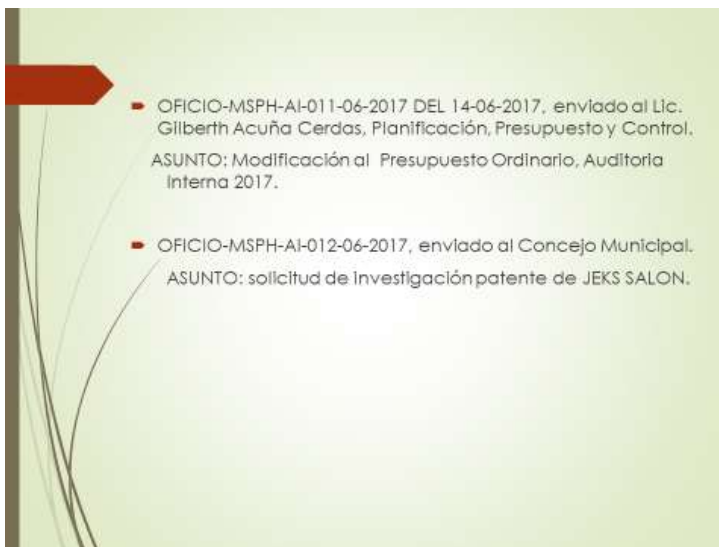 OFICIO-MSPH-AI-011-06-2017 DEL 14-06-2017, enviado al Lic.
Gilberth Acuña Cerdas, Planificación, Presupuesto y Control.
ASUNTO: Modificación al Presupuesto Ordinario, Auditoria
Interna 2017.
OFICIO-MSPH-AI-012-06-2017, enviado al Concejo Municipal.
ASUNTO: solicitud de investigación patente de JEKS SALON.